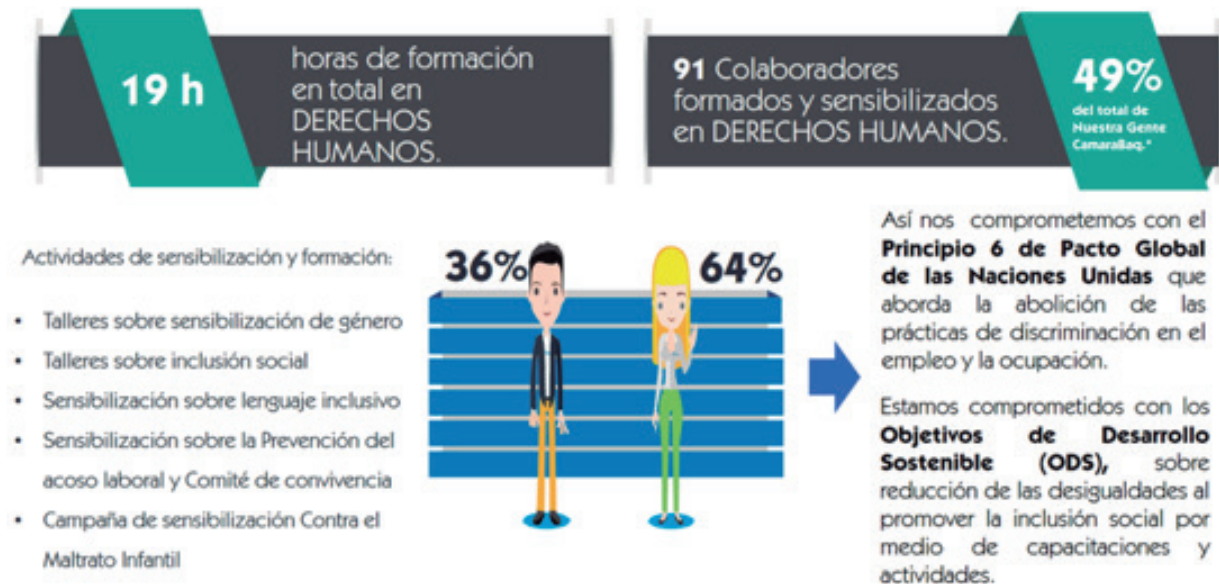 19 h
horas de formación
en total en
DERECHOS
HUMANOS.
91 Colaboradores
formados y sensibilizados
en DERECHOS HUMANOS.
49%
del total de
Nuestra Gente
CamaraBaq.*
Actividades de sensibilización y formación:
• Talleres sobre sensibilización de género
• Talleres sobre inclusión social
• Sensibilización sobre lenguaje inclusivo
• Sensibilización sobre la Prevención del
acoso laboral y Comité de convivencia
• Campaña de sensibilización Contra el
Maltrato Infantil
36%
64%
Así nos comprometemos con el
Principio 6 de Pacto Global
de las Naciones Unidas que
aborda la abolición de las
prácticas de discriminación en el
empleo y la ocupación.
Estamos comprometidos con los
Objetivos de Desarrollo
Sostenible (ODS), sobre
reducción de las desigualdades al
promover la inclusión social por
medio de capacitaciones y
actividades.